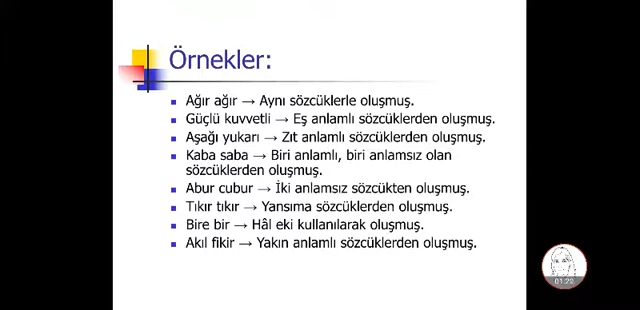 Örnekler:
Ağır ağır → Aynı sözcüklerle oluşmuş.
Güçlü kuvvetli → Eş anlamlı sözcüklerden oluşmuş.
Aşağı yukarı → Zıt anlamlı sözcüklerden oluşmuş.
Kaba saba → Biri anlamlı, biri anlamsız olan
sözcüklerden oluşmuş.
Abur cubur → İki anlamsız sözcükten oluşmuş.
Tıkır tıkır → Yansıma sözcüklerden oluşmuş.
Bire bir → Hâl eki kullanılarak oluşmuş.
Akıl fikir → Yakın anlamlı sözcüklerden oluşmuş.
01:29